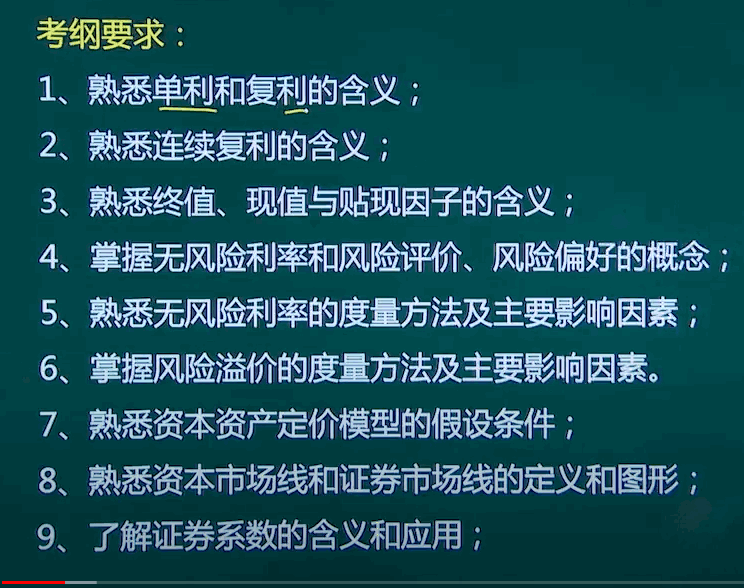 考纲要求：
1、熟悉单利和复利的含义；
2、熟悉连续复利的含义；
3、熟悉终值、现值与贴现因子的含义；
4、掌握无风险利率和风险评价、风险偏好的概念；
5、熟悉无风险利率的度量方法及主要影响因素；
6、掌握风险溢价的度量方法及主要影响因素。
7、熟悉资本资产定价模型的假设条件；
8、熟悉资本市场线和证券市场线的定义和图形；
9、了解证券系数的含义和应用；